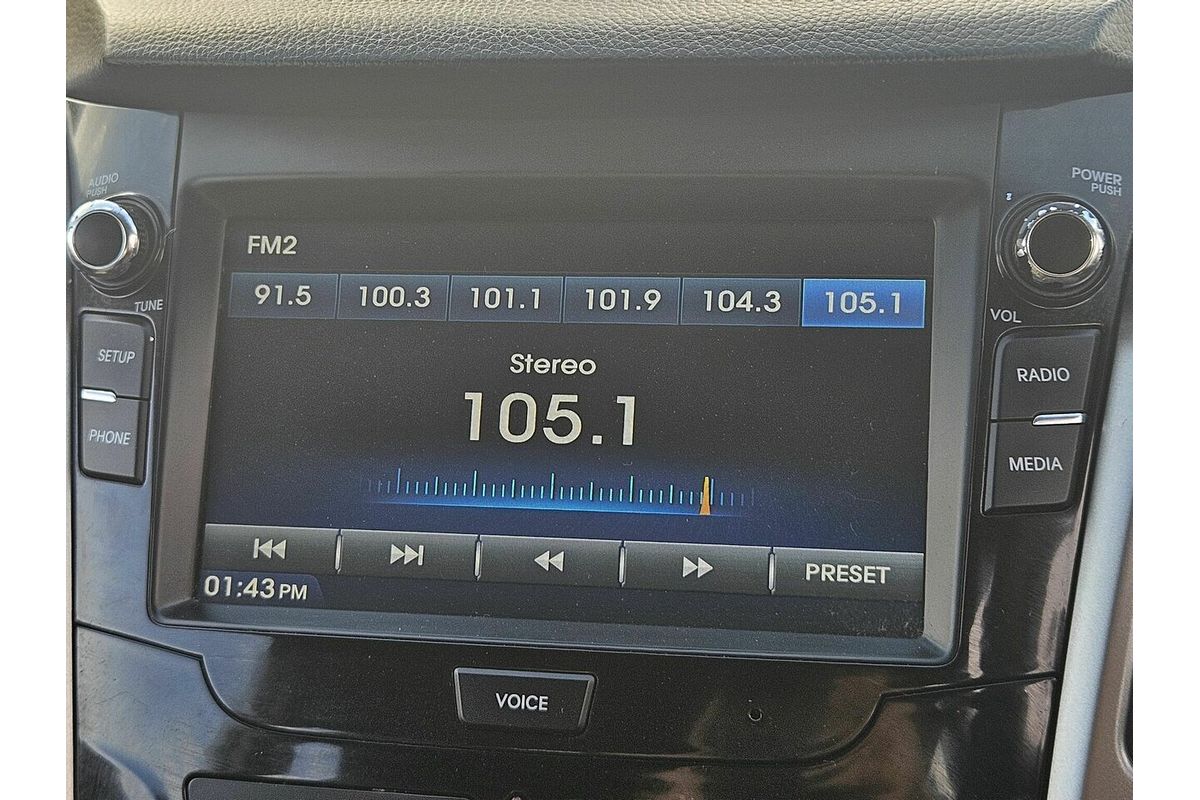 AUDIO
PUSH
POWER
PUSH
FM2
91.5 100.3 101.1 101.9 104.3 105.1
TUNE
VOL
SETUP
Stereo
RADIO
105.1
PHONE
MEDIA
PRESET
01:43 PM
VOICE